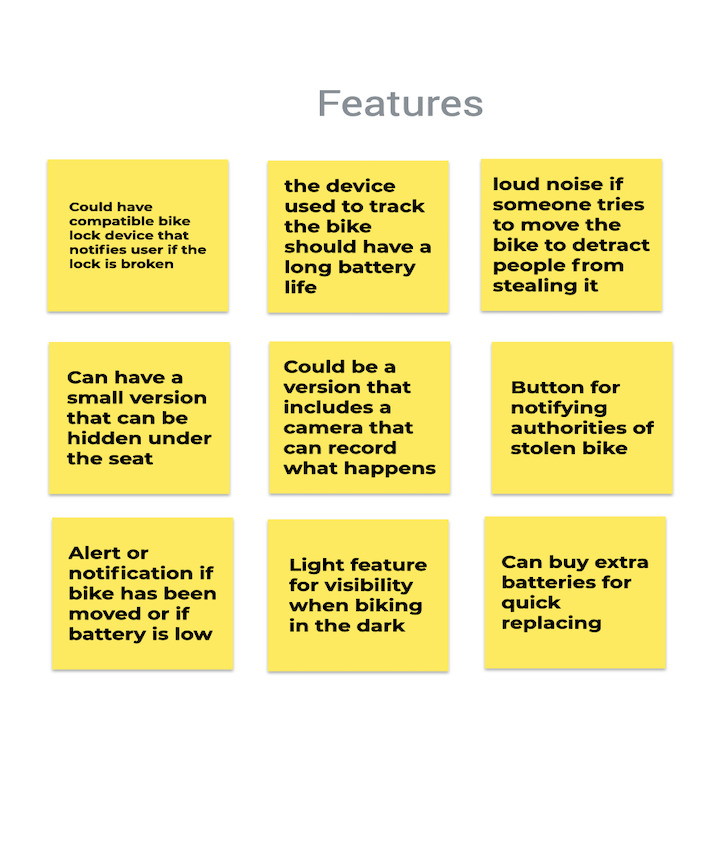 Features
Could have
compatible bike
lock device that
notifies user if the
lock is broken
the device
used to track
the bike
should have a
long battery
life
loud noise if
someone tries
to move the
bike to detract
people from
stealing it
Can have a
small version
that can be
hidden under
the seat
Could be a
version that
includes a
camera that
can record
what happens
Button for
notifying
authorities of
stolen bike
Alert or
notification if
bike has been
moved or if
battery is low
Light feature
for visibility
when biking
in the dark
Can buy extra
batteries for
quick
replacing